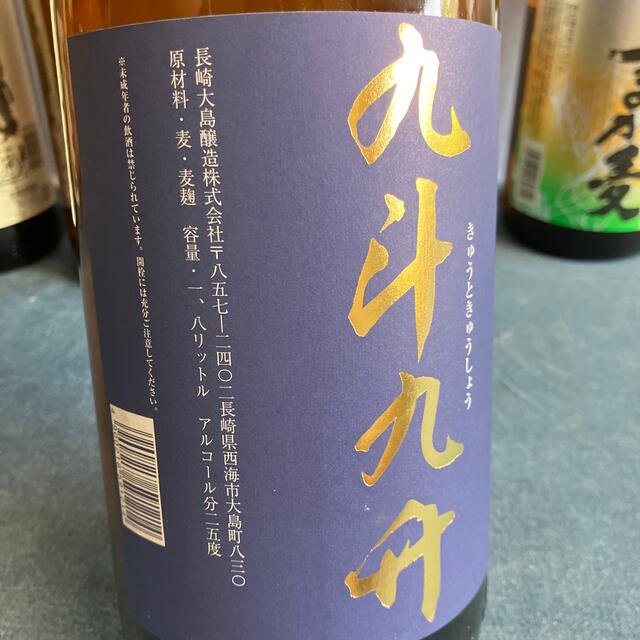 九斗九升
きゅうときゅうしょう
長崎大島醸造株式会社〒八五七―二四〇二長崎県西海市大島町八三〇
原材料・麦・麦麹　容量・一、八リットル　アルコール分二五度
※未成年者の飲酒は禁じられています。開栓には充分ご注意してください。